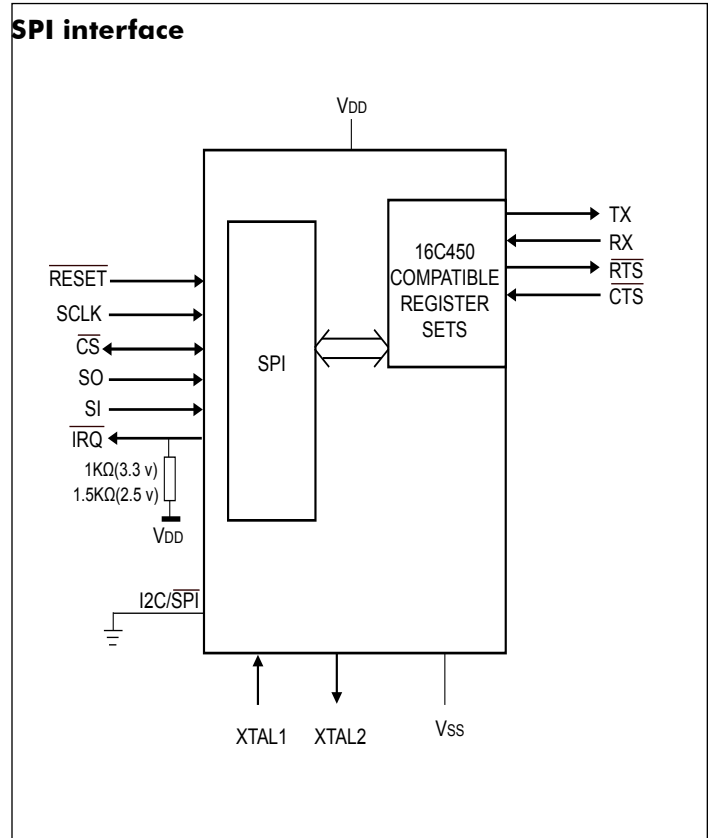 SPI interface
VDD
RESET
SCLK
CS
SO
SI
IRQ
1KΩ(3.3 v)
1.5KΩ(2.5 v)
VDD
I2C/SPI
SPI
16C450
COMPATIBLE
REGISTER
SETS
TX
RX
RTS
CTS
XTAL1
XTAL2
VSS